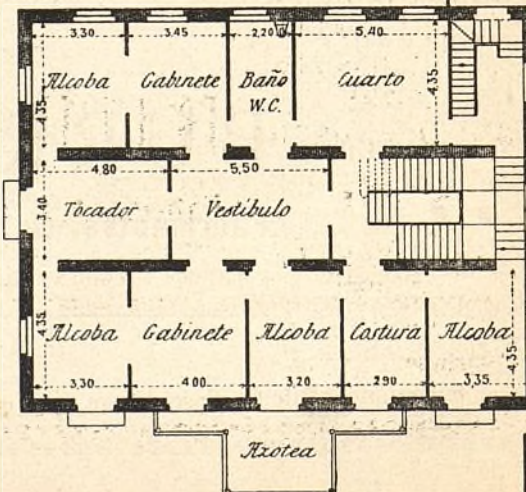 3,30 3,45 2,20 5,40
4,35 Alcoba Gabinete Baño Cuarto 4,35
W.C.
4,80 5,50
3,40 Tocador Vestíbulo
4,35 Alcoba Gabinete Alcoba Costura Alcoba 4,35
3,30 4,00 3,20 2,90 3,35
Azotea